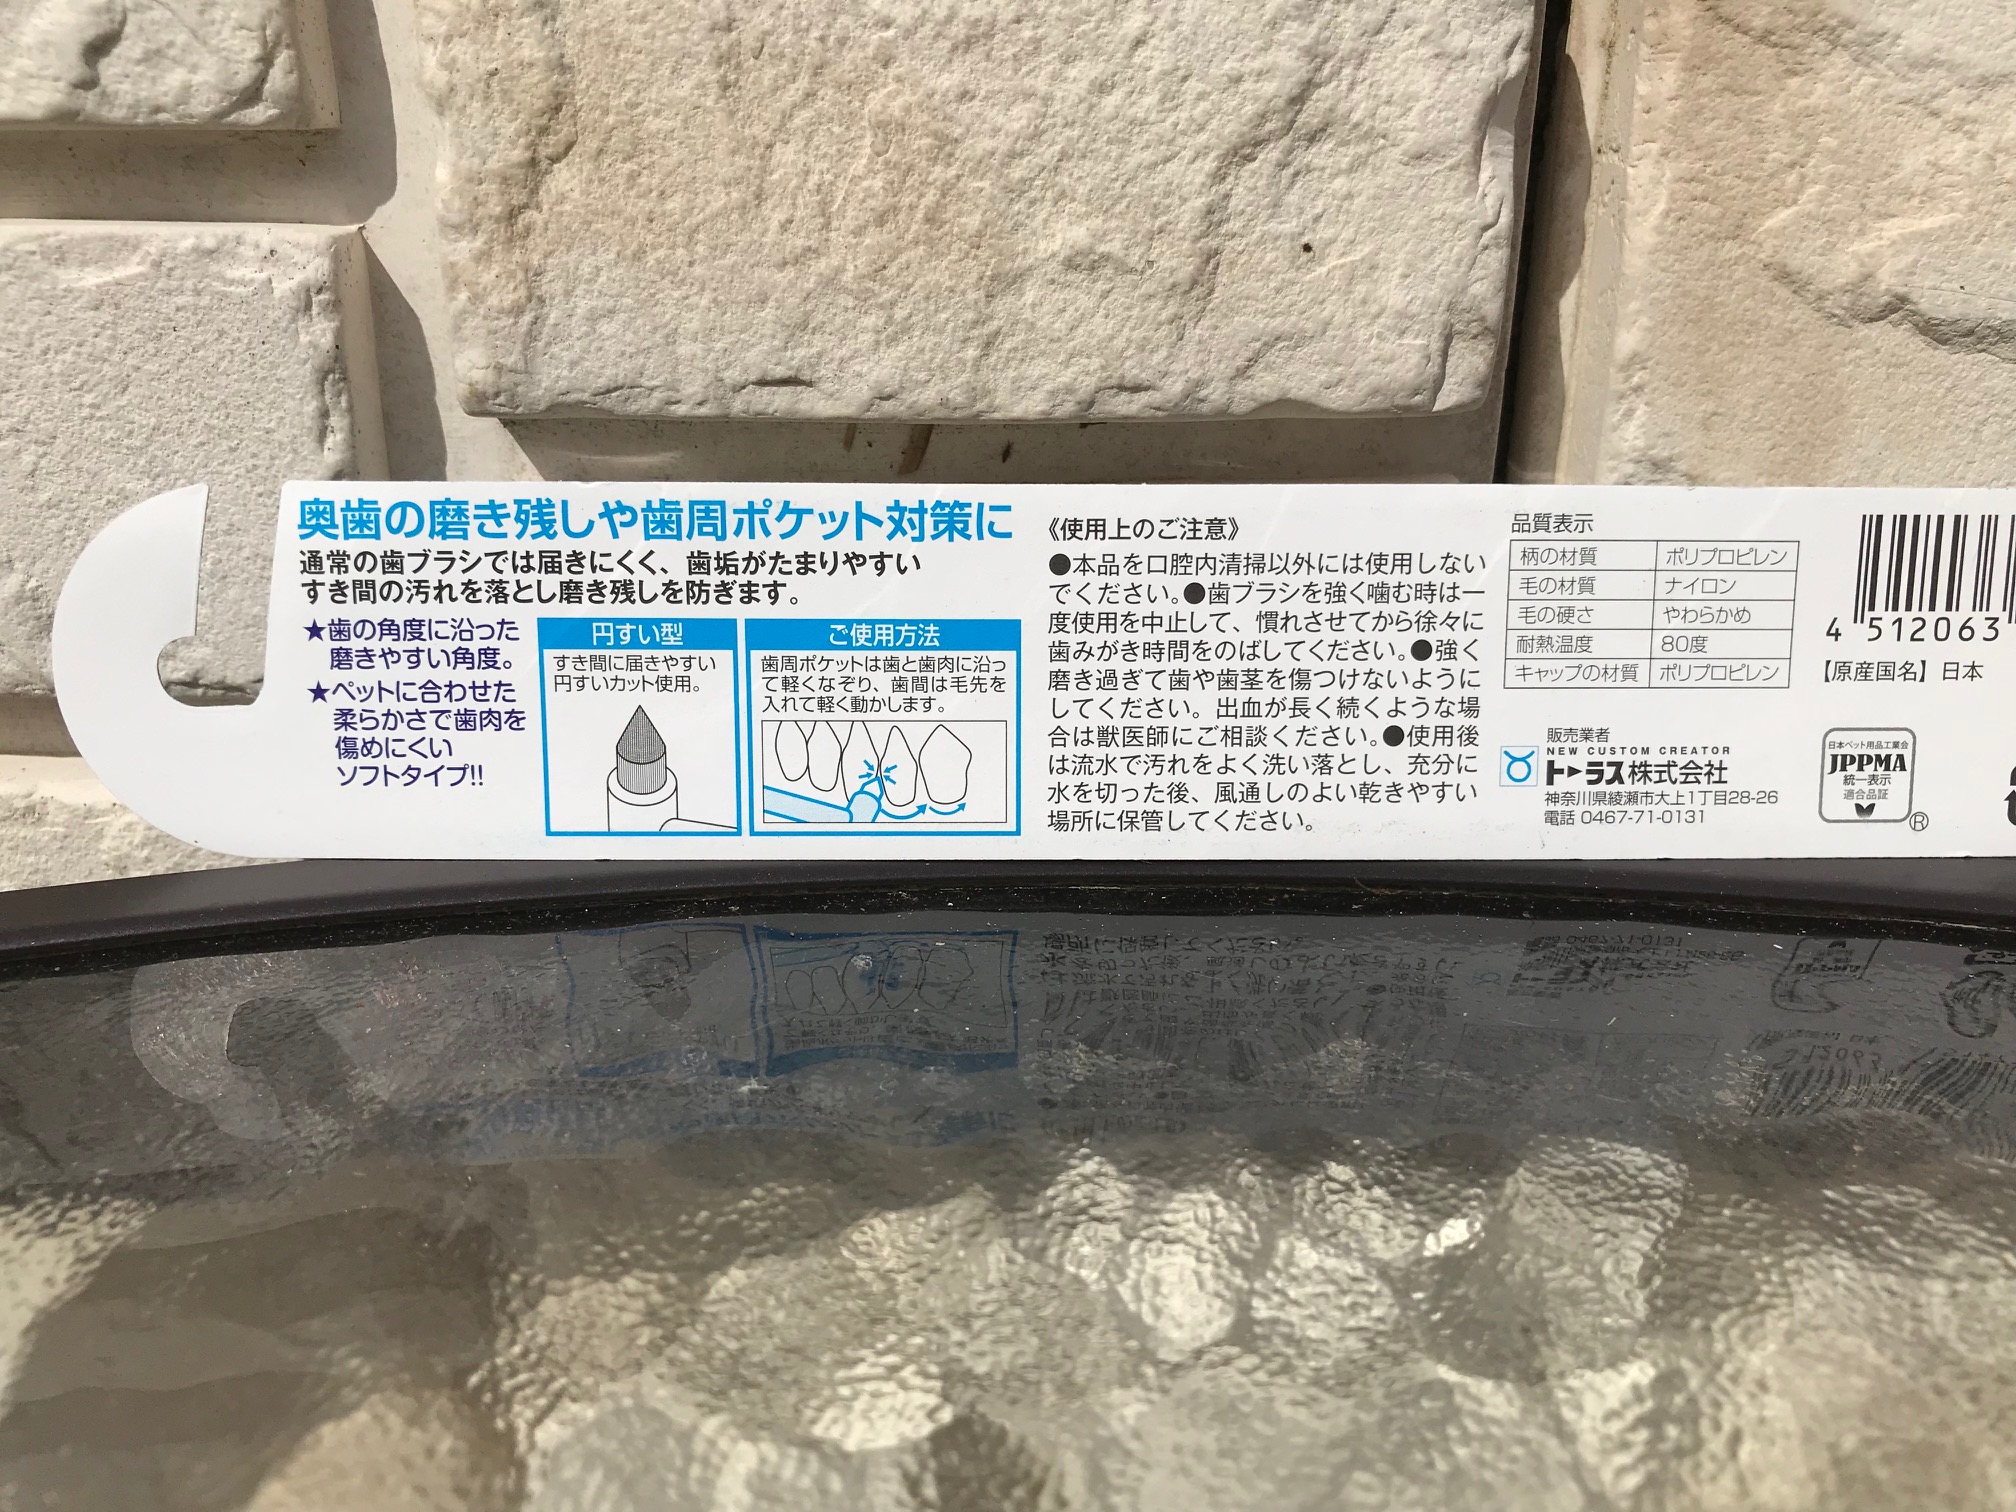 奥歯の磨き残しや歯周ポケット対策に
通常の歯ブラシでは届きにくく、歯垢がたまりやすい
すき間の汚れを落とし磨き残しを防ぎます。
★歯の角度に沿った
磨きやすい角度。
★ペットに合わせた
柔らかさで歯肉を
傷めにくい
ソフトタイプ!!
円すい型
すき間に届きやすい
円すいカット使用。
ご使用方法
歯周ポケットは歯と歯肉に沿っ
て軽くなぞり、歯間は毛先を
入れて軽く動かします。
《使用上のご注意》
●本品を口腔内清掃以外には使用しない
でください。●歯ブラシを強く噛む時は一
度使用を中止して、慣れさせてから徐々に
歯みがき時間をのばしてください。●強く
磨き過ぎて歯や歯茎を傷つけないように
してください。出血が長く続くような場
合は獣医師にご相談ください。●使用後
は流水で汚れをよく洗い落とし、充分に
水を切った後、風通しのよい乾きやすい
場所に保管してください。
品質表示
柄の材質 ポリプロピレン
毛の材質 ナイロン
毛の硬さ やわらかめ
耐熱温度 80度
キャップの材質 ポリプロピレン
販売業者
NEW CUSTOM CREATOR
トーラス株式会社
神奈川県綾瀬市大上1丁目28-26
電話 0467-71-0131
4 512063
【原産国名】日本
日本ペット用品工業会
JPPMA
統一表示
適合品証
®